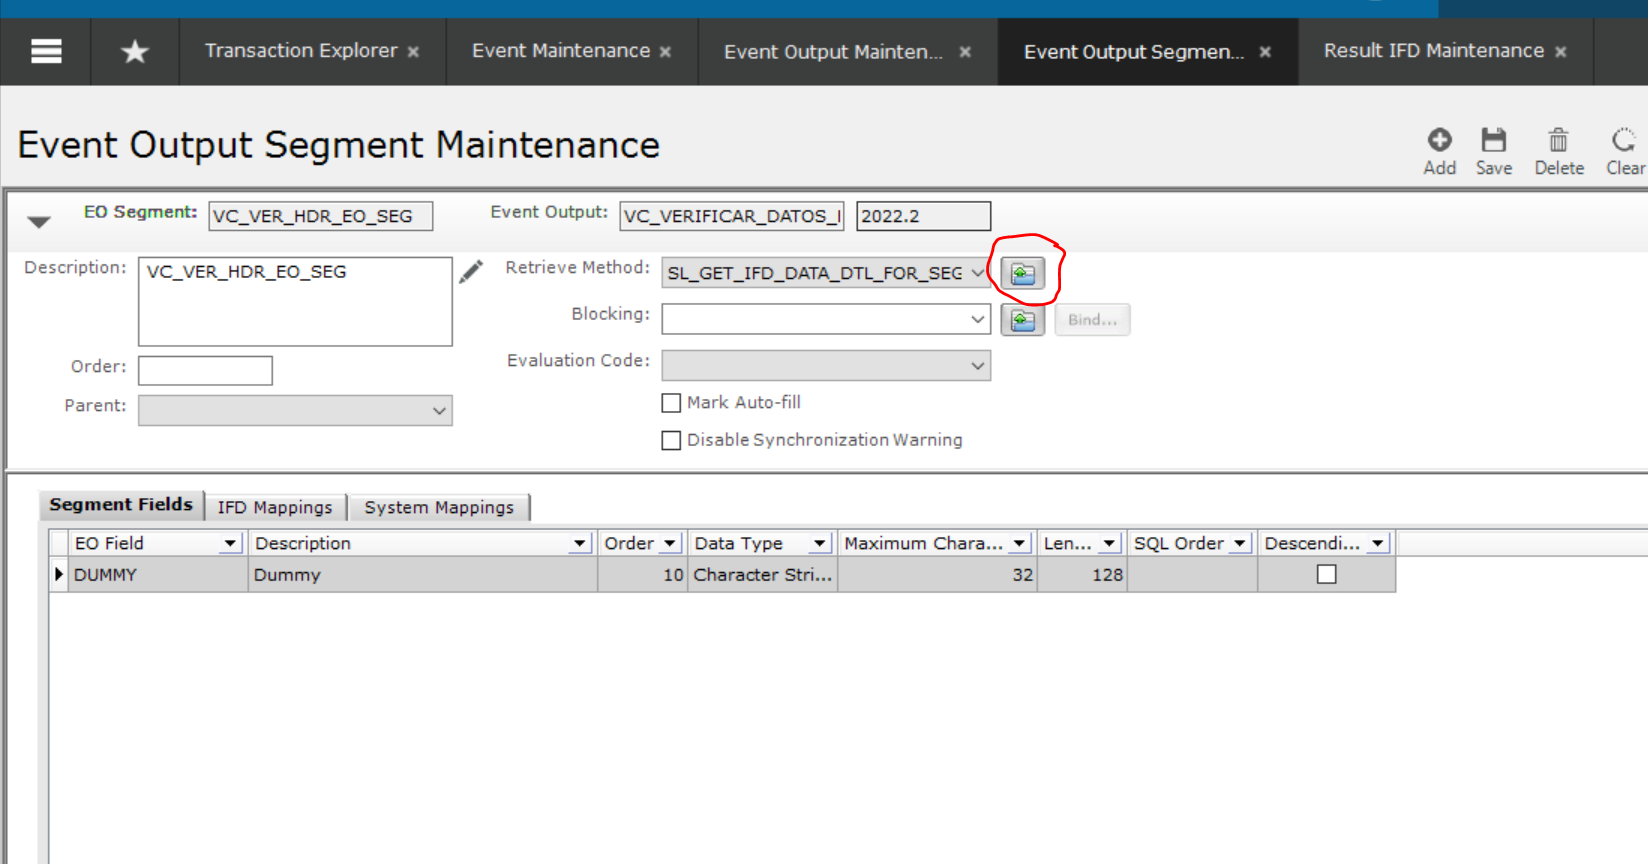 Transaction Explorer × Event Maintenance × Event Output Mainten... × Event Output Segmen... × Result IFD Maintenance ×
Event Output Segment Maintenance
Add Save Delete Clear
EO Segment: VC_VER_HDR_EO_SEG Event Output: VC_VERIFICAR_DATOS_I 2022.2
Description: VC_VER_HDR_EO_SEG Retrieve Method: SL_GET_IFD_DATA_DTL_FOR_SEG
Blocking: Bind...
Order: Evaluation Code:
Parent: Mark Auto-fill
Disable Synchronization Warning
Segment Fields IFD Mappings System Mappings
EO Field Description Order Data Type Maximum Chara... Len... SQL Order Descendi...
DUMMY Dummy 10 Character Stri... 32 128